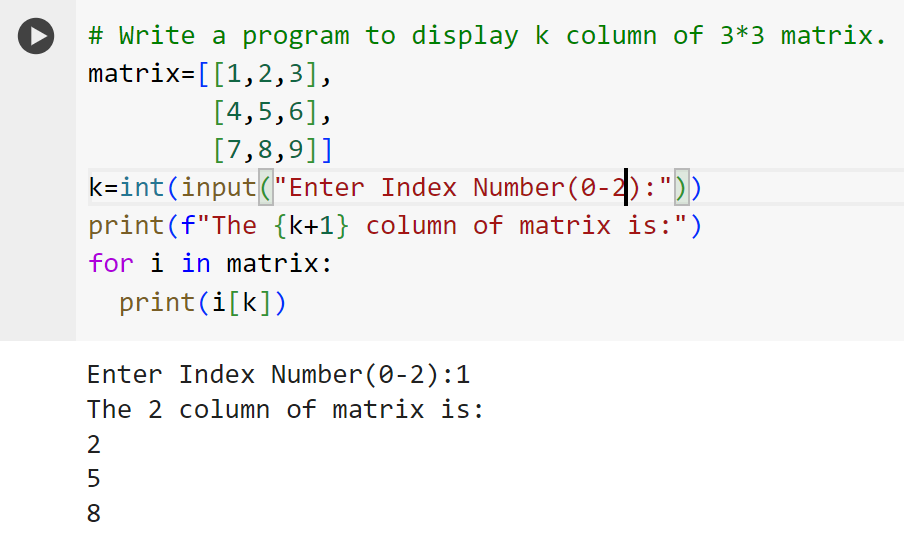 # Write a program to display k column of 3*3 matrix.
matrix=[[1,2,3],
        [4,5,6],
        [7,8,9]]
k=int(input("Enter Index Number(0-2):"))
print(f"The {k+1} column of matrix is:")
for i in matrix:
  print(i[k])
Enter Index Number(0-2):1
The 2 column of matrix is:
2
5
8